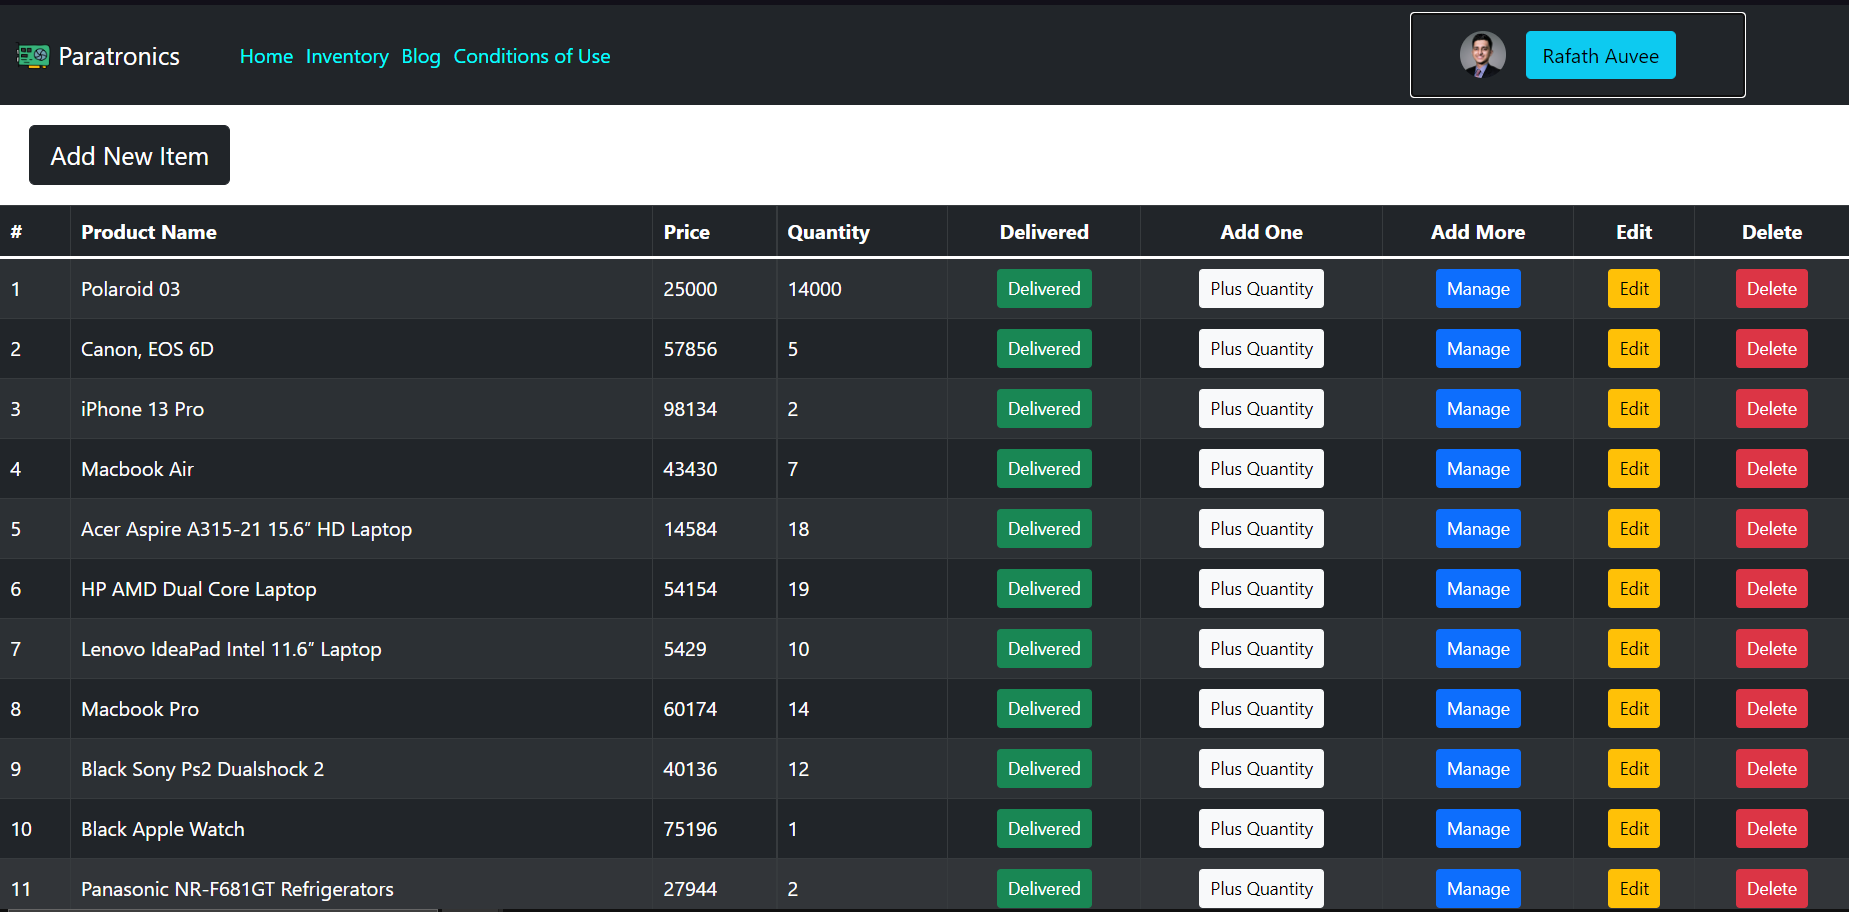 Paratronics Home Inventory Blog Conditions of Use Rafath Auvee
Add New Item
# Product Name Price Quantity Delivered Add One Add More Edit Delete
1 Polaroid 03 25000 14000 Delivered Plus Quantity Manage Edit Delete
2 Canon, EOS 6D 57856 5 Delivered Plus Quantity Manage Edit Delete
3 iPhone 13 Pro 98134 2 Delivered Plus Quantity Manage Edit Delete
4 Macbook Air 43430 7 Delivered Plus Quantity Manage Edit Delete
5 Acer Aspire A315-21 15.6″ HD Laptop 14584 18 Delivered Plus Quantity Manage Edit Delete
6 HP AMD Dual Core Laptop 54154 19 Delivered Plus Quantity Manage Edit Delete
7 Lenovo IdeaPad Intel 11.6″ Laptop 5429 10 Delivered Plus Quantity Manage Edit Delete
8 Macbook Pro 60174 14 Delivered Plus Quantity Manage Edit Delete
9 Black Sony Ps2 Dualshock 2 40136 12 Delivered Plus Quantity Manage Edit Delete
10 Black Apple Watch 75196 1 Delivered Plus Quantity Manage Edit Delete
11 Panasonic NR-F681GT Refrigerators 27944 2 Delivered Plus Quantity Manage Edit Delete